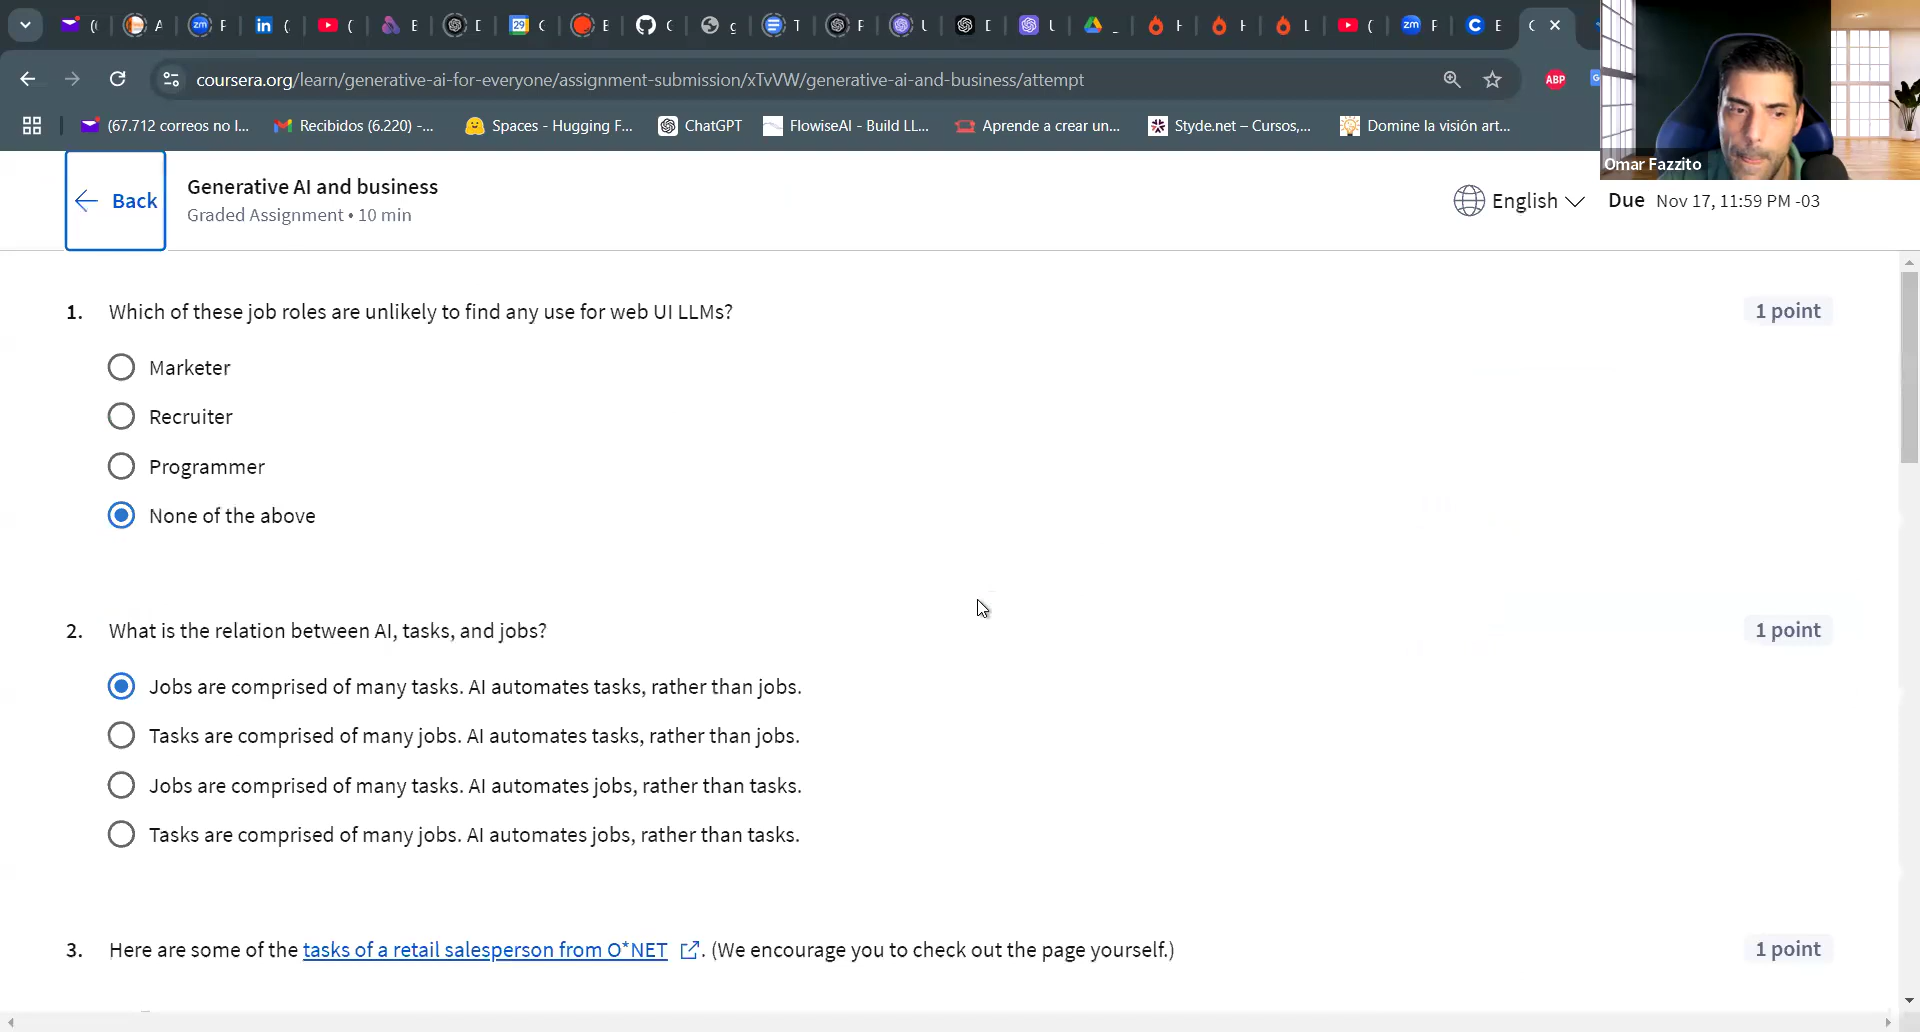 coursera.org/learn/generative-ai-for-everyone/assignment-submission/xTvVW/generative-ai-and-business/attempt
(67.712 correos no l... Recibidos (6.220) -... Spaces - Hugging F... ChatGPT FlowiseAI - Build LL... Aprende a crear un... Styde.net – Cursos,... Domine la visión art...
Omar Fazzito
Back
Generative AI and business
Graded Assignment • 10 min
English
Due Nov 17, 11:59 PM -03
1. Which of these job roles are unlikely to find any use for web UI LLMs?
1 point
Marketer
Recruiter
Programmer
None of the above
2. What is the relation between AI, tasks, and jobs?
1 point
Jobs are comprised of many tasks. AI automates tasks, rather than jobs.
Tasks are comprised of many jobs. AI automates tasks, rather than jobs.
Jobs are comprised of many tasks. AI automates jobs, rather than tasks.
Tasks are comprised of many jobs. AI automates jobs, rather than tasks.
3. Here are some of the tasks of a retail salesperson from O*NET . (We encourage you to check out the page yourself.)
1 point